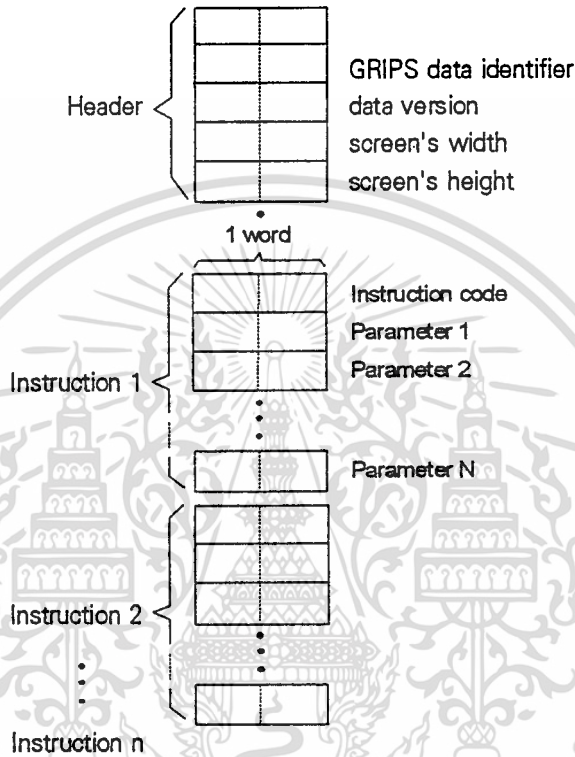 GRIPS data identifier
Header
data version
screen's width
screen's height
1 word
Instruction code
Parameter 1
Parameter 2
Instruction 1
Parameter N
Instruction 2
Instruction n